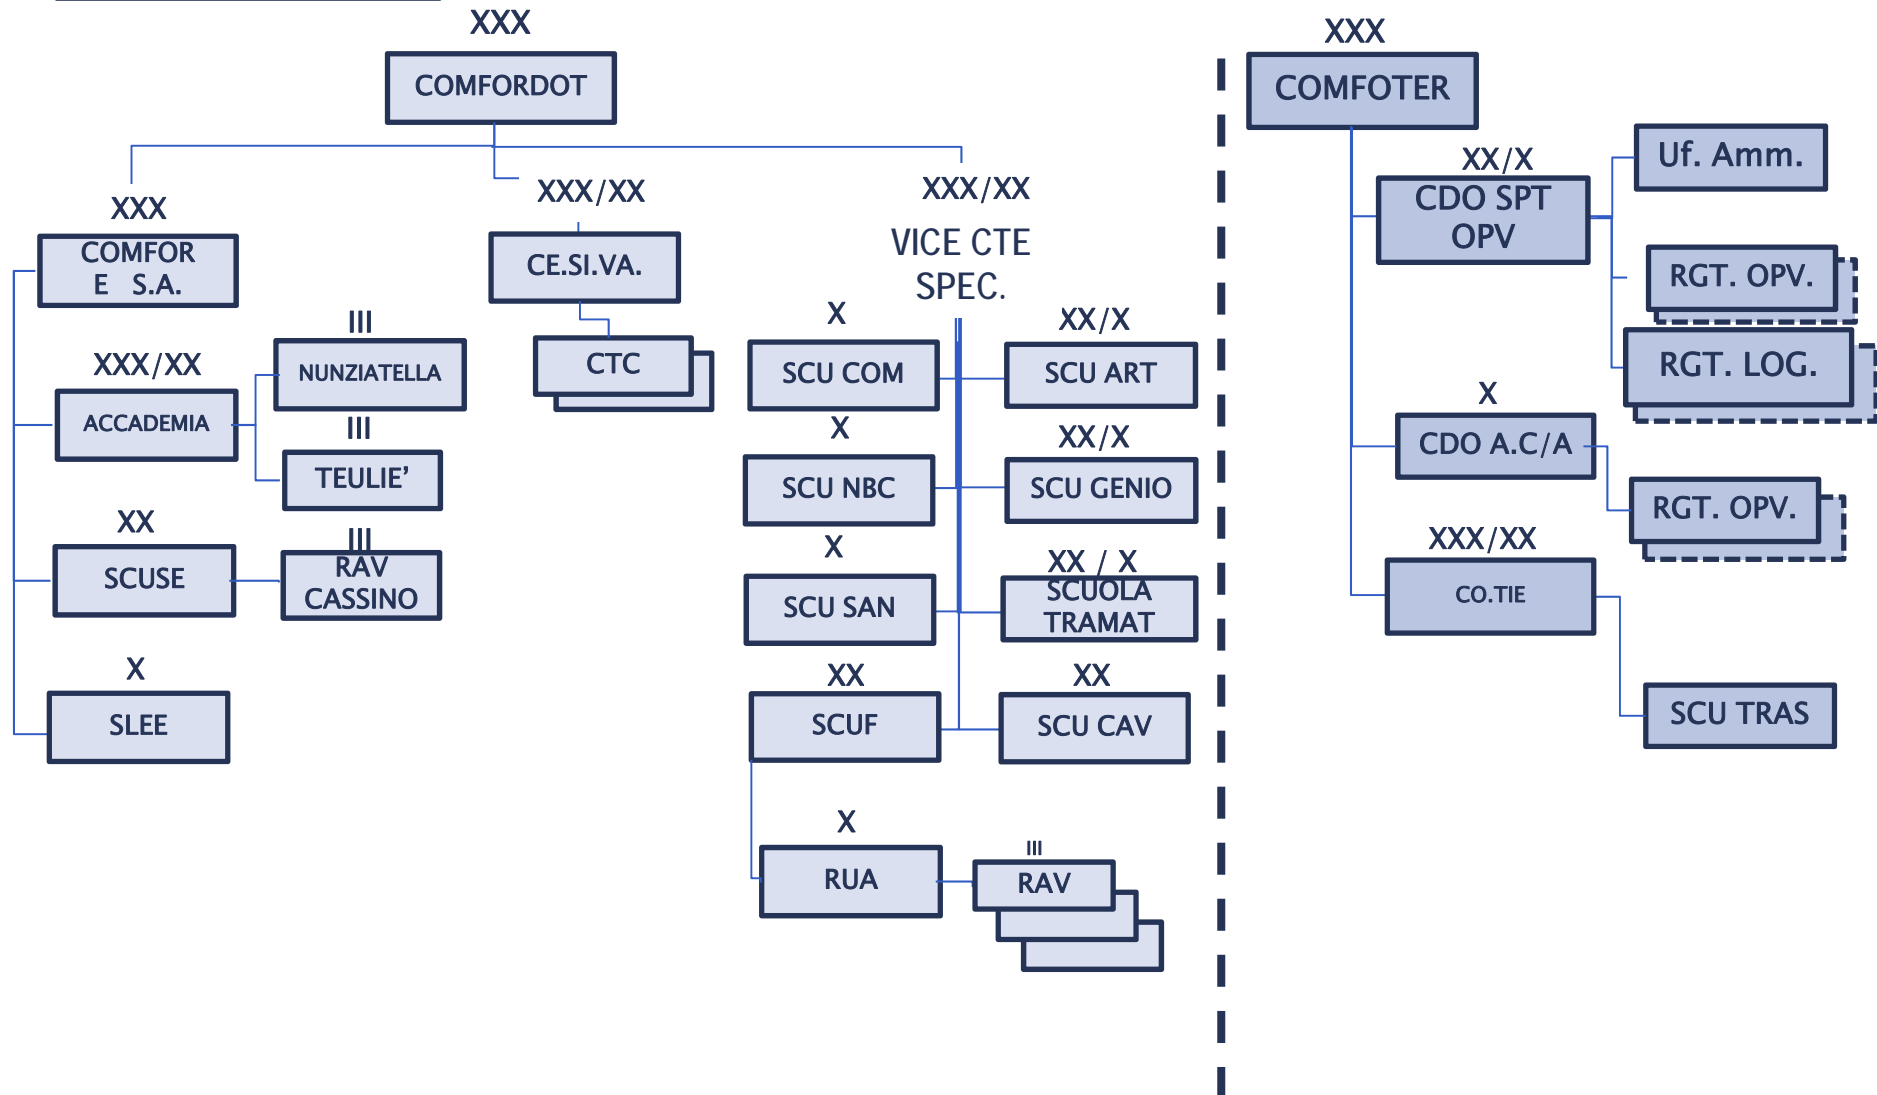 XXX
COMFORDOT
XXX
COMFOR
E S.A.
XXX/XX
ACCADEMIA
III
NUNZIATELLA
III
TEULIE’
XX
SCUSE
III
RAV
CASSINO
X
SLEE
XXX/XX
CE.SI.VA.
CTC
XXX/XX
VICE CTE
SPEC.
X
SCU COM
XX/X
SCU ART
X
SCU NBC
XX/X
SCU GENIO
X
SCU SAN
XX / X
SCUOLA
TRAMAT
XX
SCUF
XX
SCU CAV
X
RUA
III
RAV
XXX
COMFOTER
XX/X
CDO SPT
OPV
Uf. Amm.
RGT. OPV.
RGT. LOG.
X
CDO A.C/A
RGT. OPV.
XXX/XX
CO.TIE
SCU TRAS